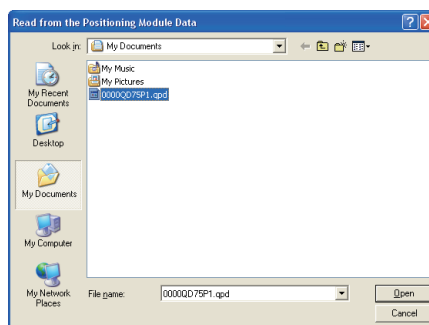 Read from the Positioning Module Data
Look in:
My Documents
My Music
My Pictures
0000QD75P1.qpd
My Recent
Documents
Desktop
My Documents
My Computer
My Network
Places
File name:
0000QD75P1.qpd
Open
Cancel